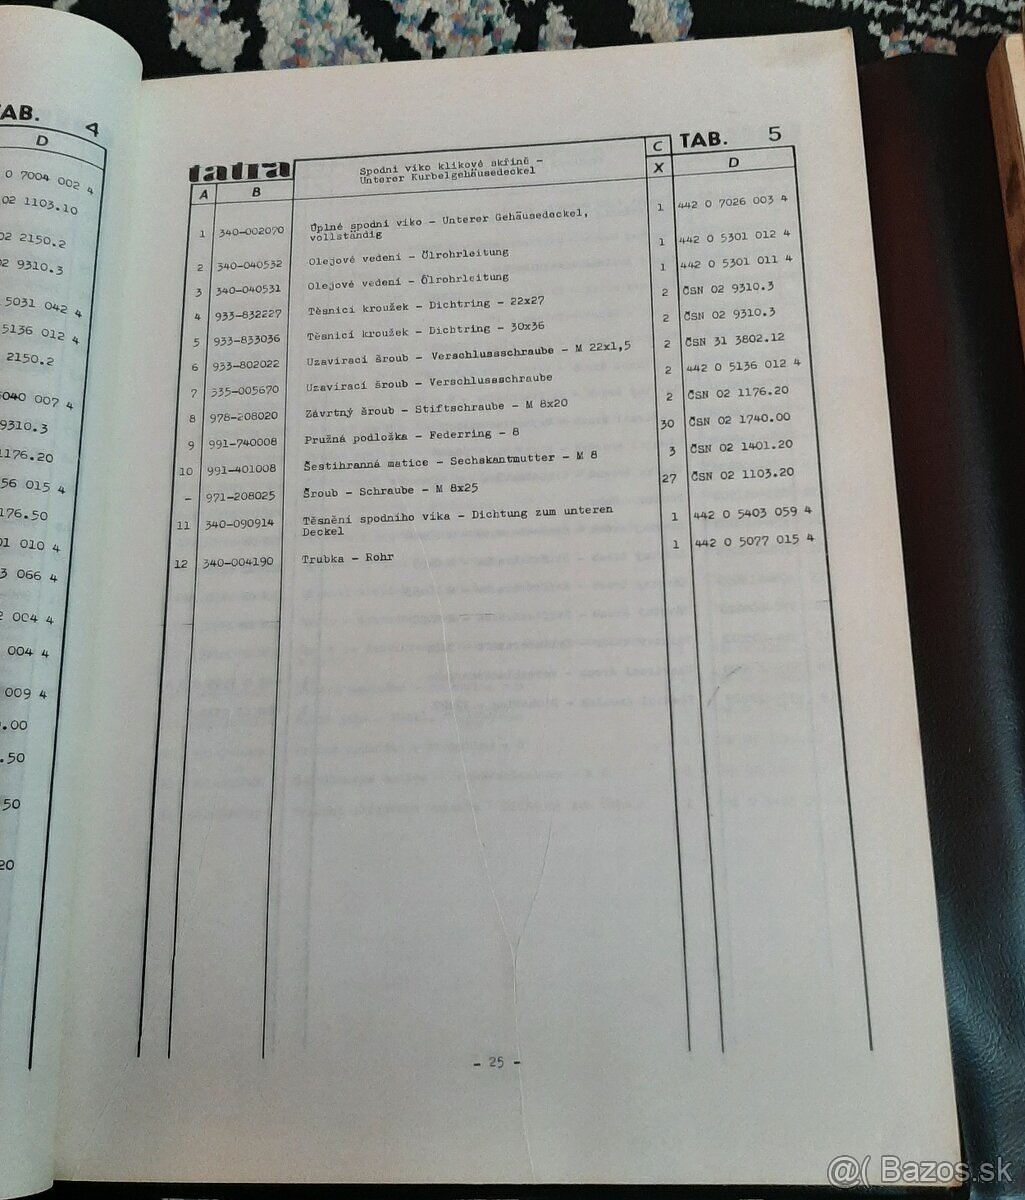 AB. 4
D
0 7004 002 4
02 1103.10
02 2150.2
02 9310.3
5031 042 4
5136 012 4
2150.2
5040 007 4
9310.3
1176.20
56 015 4
176.50
01 010 4
3 066 4
2 004 4
004 4
009 4
.00
.50
50
20
tatra Spodní víko klikové skříně - C TAB. 5
Unterer Kurbelgehäusedeckel
A B X D
1 340-002070 Úplné spodní víko - Unterer Gehäusedeckel, 1 442 0 7026 003 4
vollständig
2 340-040532 Olejové vedení - Ölrohrleitung 1 442 0 5301 012 4
3 340-040531 Olejové vedení - Ölrohrleitung 1 442 0 5301 011 4
4 933-832227 Těsnicí kroužek - Dichtring - 22x27 2 ČSN 02 9310.3
5 933-833036 Těsnicí kroužek - Dichtring - 30x36 2 ČSN 02 9310.3
6 933-802022 Uzavírací šroub - Verschlussschraube - M 22x1,5 2 ČSN 31 3802.12
7 335-005670 Uzavírací šroub - Verschlussschraube 2 442 0 5136 012 4
8 978-208020 Závrtný šroub - Stiftschraube - M 8x20 2 ČSN 02 1176.20
9 991-740008 Pružná podložka - Federring - 8 30 ČSN 02 1740.00
10 991-401008 Šestihranná matice - Sechskantmutter - M 8 3 ČSN 02 1401.20
- 971-208025 Šroub - Schraube - M 8x25 27 ČSN 02 1103.20
11 340-090914 Těsnění spodního víka - Dichtung zum unteren 1 442 0 5403 059 4
Deckel
12 340-004190 Trubka - Rohr 1 442 0 5077 015 4
- 25 -
@( Bazos.sk